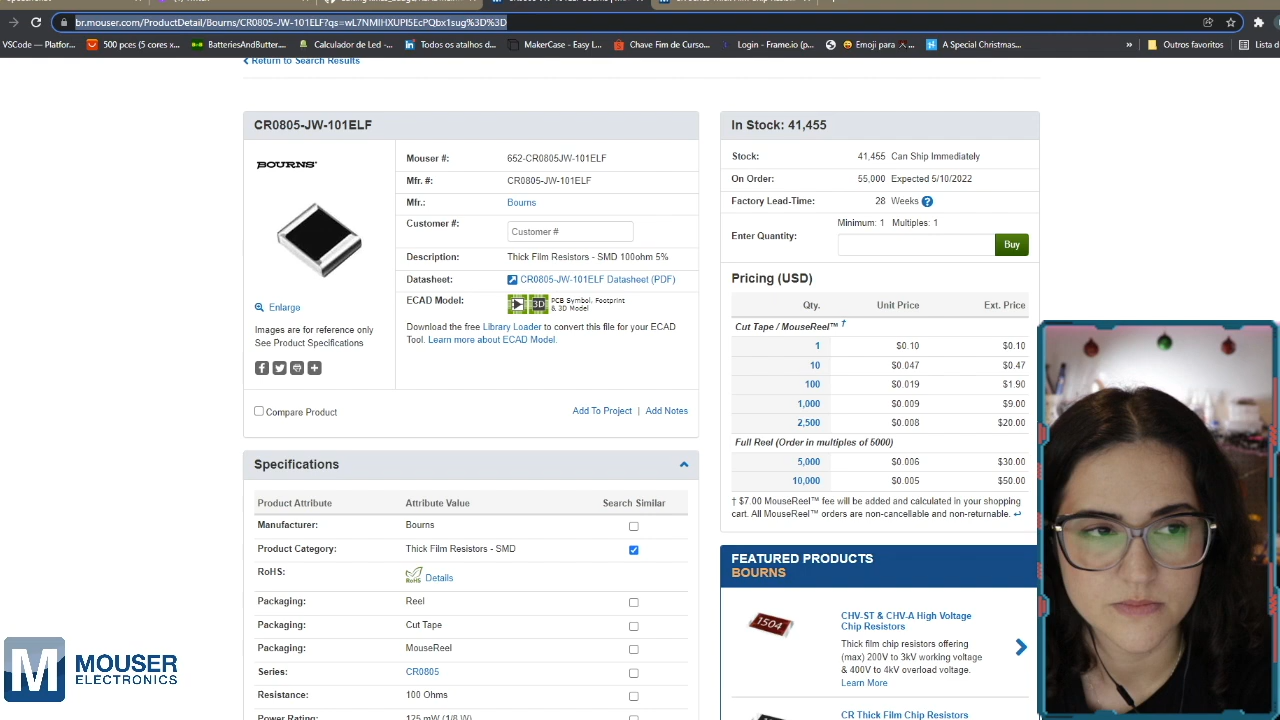 br.mouser.com/ProductDetail/Bourns/CR0805-JW-101ELF?qs=wL7NMIHXUPI5EcPQbx1sug%3D%3D
VSCode — Platfor... 500 pces (5 cores x... BatteriesAndButter... Calculador de Led -... Todos os atalhos d... MakerCase - Easy L... Chave Fim de Curso... Login - Frame.io (p... Emoji para A Special Christmas... » Outros favoritos Lista d
Return to Search Results
CR0805-JW-101ELF
BOURNS®
Enlarge
Images are for reference only
See Product Specifications
Mouser #: 652-CR0805JW-101ELF
Mfr. #: CR0805-JW-101ELF
Mfr.: Bourns
Customer #: Customer #
Description: Thick Film Resistors - SMD 100ohm 5%
Datasheet: CR0805-JW-101ELF Datasheet (PDF)
ECAD Model: 3D PCB Symbol, Footprint
& 3D Model
Download the free Library Loader to convert this file for your ECAD
Tool. Learn more about ECAD Model.
Compare Product
Add To Project | Add Notes
In Stock: 41,455
Stock: 41,455 Can Ship Immediately
On Order: 55,000 Expected 5/10/2022
Factory Lead-Time: 28 Weeks ?
Minimum: 1 Multiples: 1
Enter Quantity: Buy
Pricing (USD)
Qty. Unit Price Ext. Price
Cut Tape / MouseReel™ †
1 $0.10 $0.10
10 $0.047 $0.47
100 $0.019 $1.90
1,000 $0.009 $9.00
2,500 $0.008 $20.00
Full Reel (Order in multiples of 5000)
5,000 $0.006 $30.00
10,000 $0.005 $50.00
† $7.00 MouseReel™ fee will be added and calculated in your shopping
cart. All MouseReel™ orders are non-cancellable and non-returnable.
Specifications
Product Attribute Attribute Value Search Similar
Manufacturer: Bourns
Product Category: Thick Film Resistors - SMD
RoHS: RoHS Details
Packaging: Reel
Packaging: Cut Tape
Packaging: MouseReel
Series: CR0805
Resistance: 100 Ohms
Power Rating: 125 mW (1/8 W)
FEATURED PRODUCTS
BOURNS
1504
CHV-ST & CHV-A High Voltage
Chip Resistors
Thick film chip resistors offering
(max) 200V to 3kV working voltage
& 400V to 4kV overload voltage.
Learn More
CR Thick Film Chip Resistors
M MOUSER
ELECTRONICS